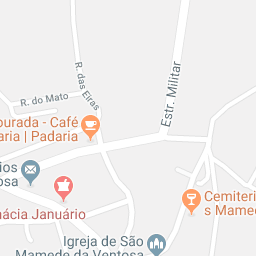 R. das Eiras
Estr. Militar
R. do Mato
ourada - Café
aria | Padaria
ios
osa
Cemiteri
s Mamed
nácia Januário
Igreja de São
Mamede da Ventosa